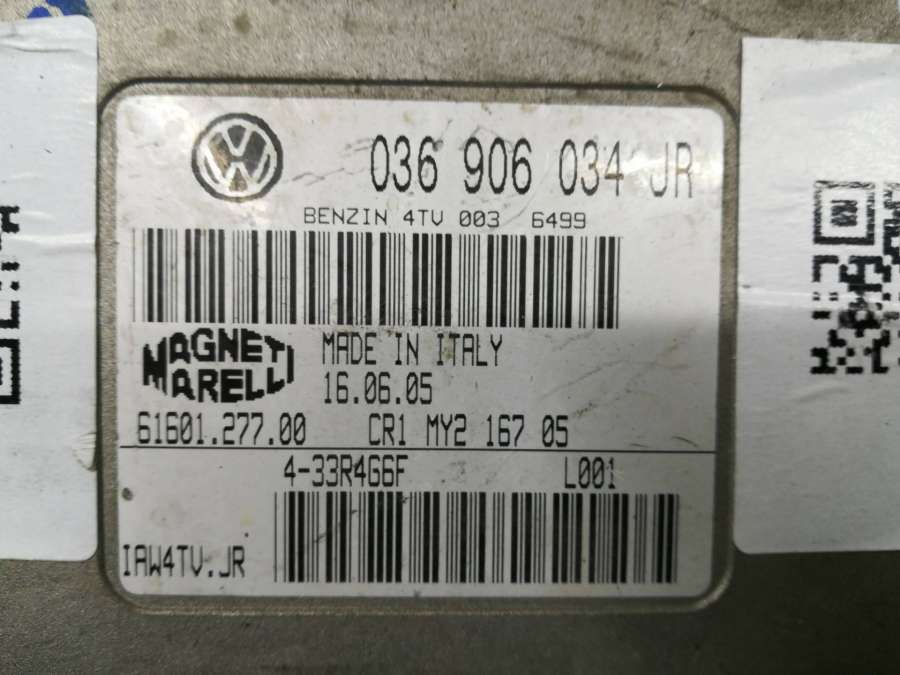 036 906 034 JR
BENZIN 4TV 003 6499
MAGNETI
MARELLI
MADE IN ITALY
16.06.05
61601.277.00 CR1 MY2 167 05
4-33R4G6F L001
IAW4TV.JR